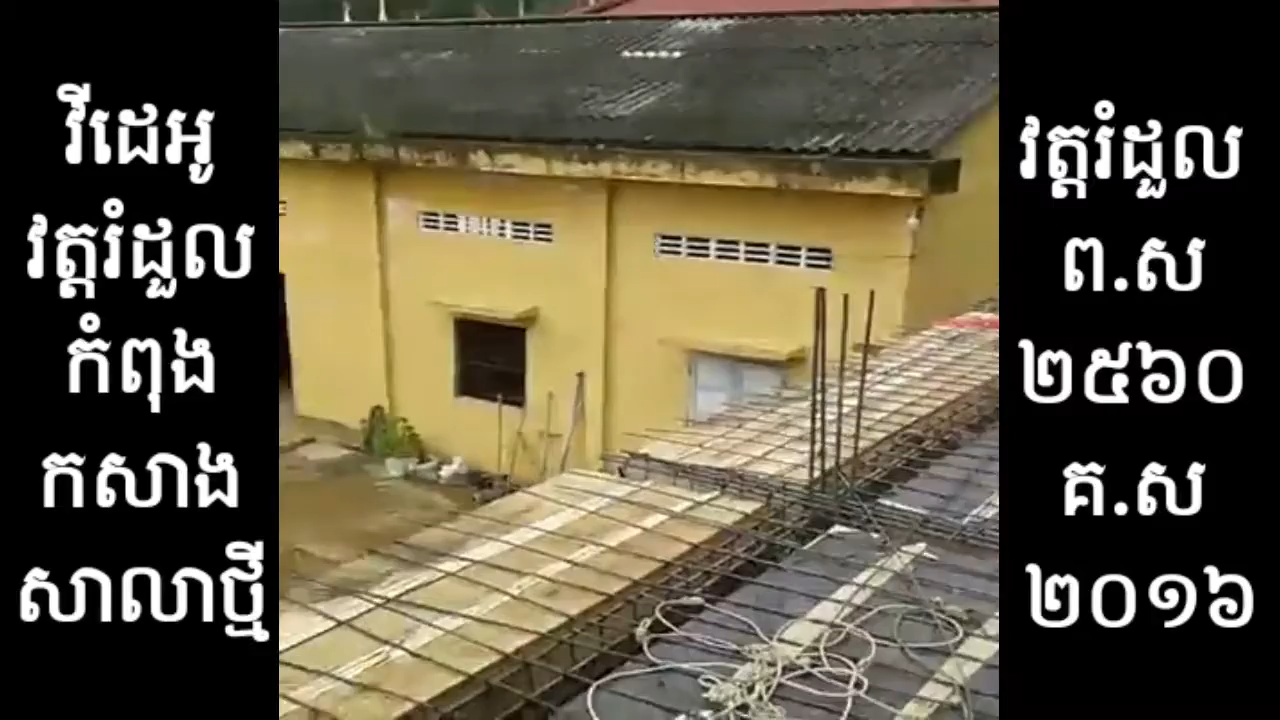 វីដេអូ
វត្តរំដួល
កំពុង
កសាង
សាលាថ្មី
វត្តរំដួល
ព.ស
២៥៦០
គ.ស
២០១៦